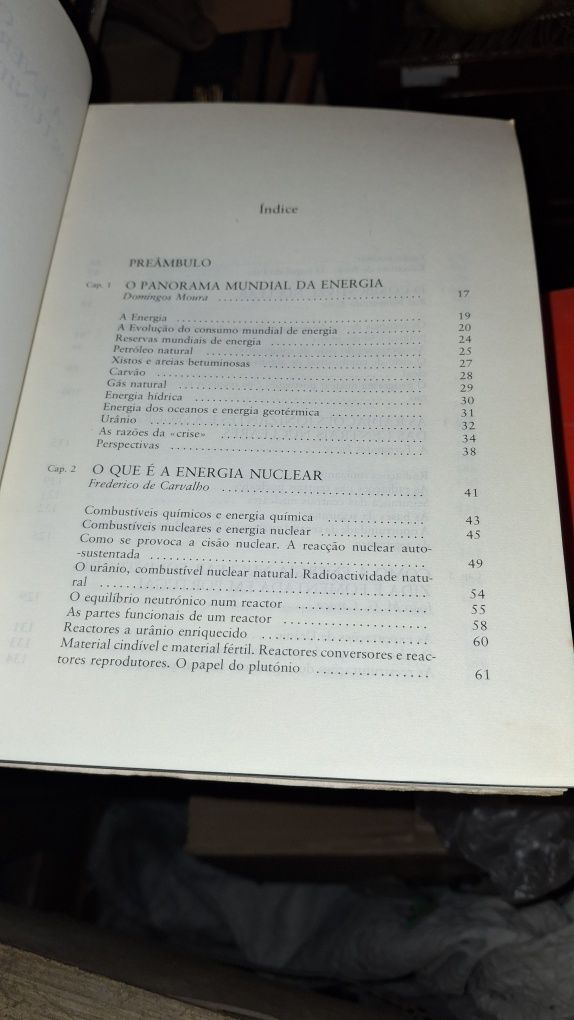 Índice
PREÂMBULO
Cap. 1 O PANORAMA MUNDIAL DA ENERGIA
Domingos Moura ........................................ 17
A Energia ................................................ 19
A Evolução do consumo mundial de energia ............ 20
Reservas mundiais de energia .......................... 24
Petróleo natural ........................................ 25
Xistos e areias betuminosas ............................ 27
Carvão .................................................. 28
Gás natural ............................................. 29
Energia hídrica ......................................... 30
Energia dos oceanos e energia geotérmica .............. 31
Urânio .................................................. 32
As razões da «crise» .................................... 34
Perspectivas ............................................ 38
Cap. 2 O QUE É A ENERGIA NUCLEAR
Frederico de Carvalho .................................. 41
Combustíveis químicos e energia química .............. 43
Combustíveis nucleares e energia nuclear .............. 45
Como se provoca a cisão nuclear. A reacção nuclear auto-
-sustentada ............................................. 49
O urânio, combustível nuclear natural. Radioactividade natu-
ral ..................................................... 54
O equilíbrio neutrónico num reactor .................... 55
As partes funcionais de um reactor ..................... 58
Reactores a urânio enriquecido ......................... 60
Material cindível e material fértil. Reactores conversores e reac-
tores reprodutores. O papel do plutónio ................ 61